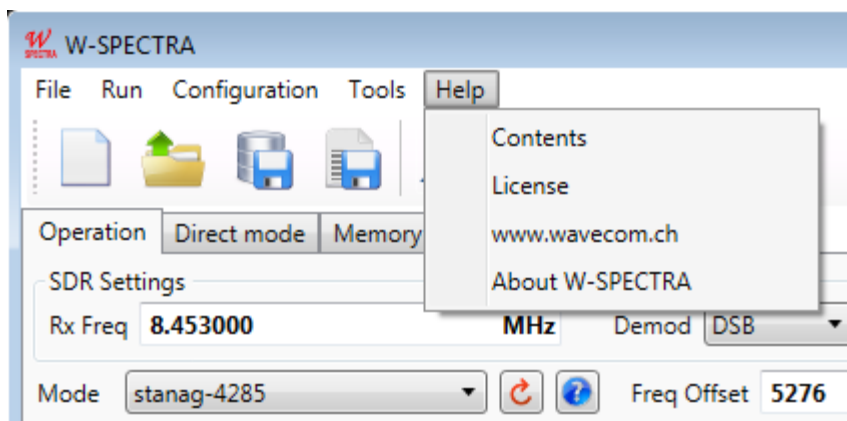 W SPECTRA W-SPECTRA
File Run Configuration Tools Help
Contents
License
www.wavecom.ch
About W-SPECTRA
Operation Direct mode Memory
SDR Settings
Rx Freq 8.453000 MHz Demod DSB
Mode stanag-4285 Freq Offset 5276